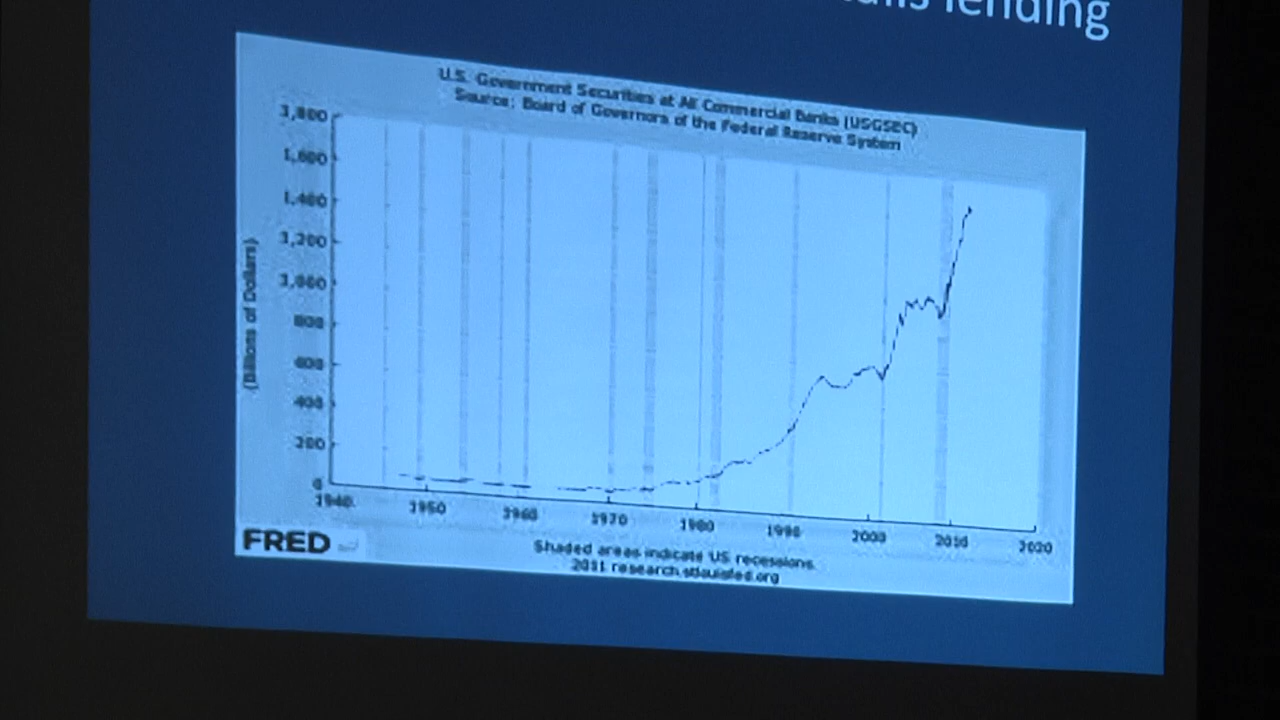 lending
U.S. Government Securities at All Commercial Banks (USGSEC)
Source: Board of Governors of the Federal Reserve System
1,800
1,600
1,400
1,200
1,000
800
600
400
200
0
(Billions of Dollars)
1940 1950 1960 1970 1980 1990 2000 2010 2020
FRED
Shaded areas indicate US recessions.
2011 research.stlouisfed.org